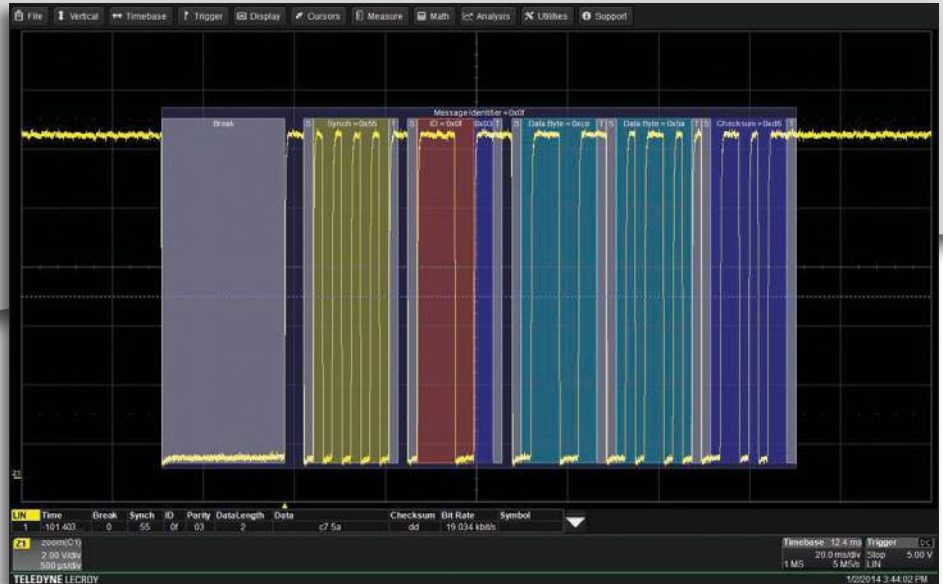 File Vertical Timebase Trigger Display Cursors Measure Math Analysis Utilities Support
Message Identifier = 0x0f
Break S Synch = 0x55 T S ID = 0x0f 0x03 T S Data Byte = 0xce T S Data Byte = 0x5a T S Checksum = 0xd6 T
Z1
LIN Time Break Synch ID Parity DataLength Data Checksum Bit Rate Symbol
1 -101.403 0 55 0f 03 2 c7 5a dd 19.034 kbit/s
Z1 zoom(C1) Timebase 12.4 ms Trigger DC
2.00 V/div 20.0 ms/div Stop 5.00 V
500 µs/div 1 MS 5 MS/s LIN
TELEDYNE LECROY 1/2/2014 3:44:02 PM